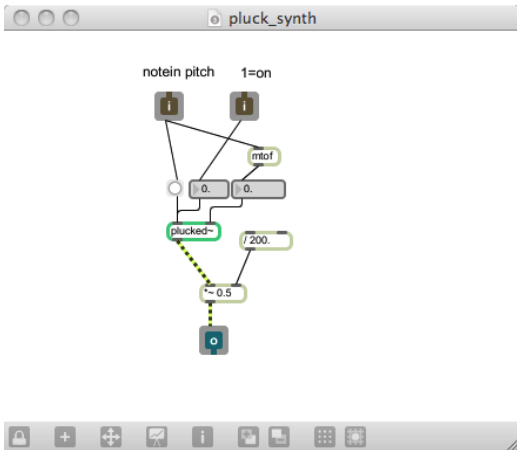 pluck_synth
notein pitch
1=on
i
i
mtof
0.
0.
plucked~
/ 200.
*~ 0.5
o
i